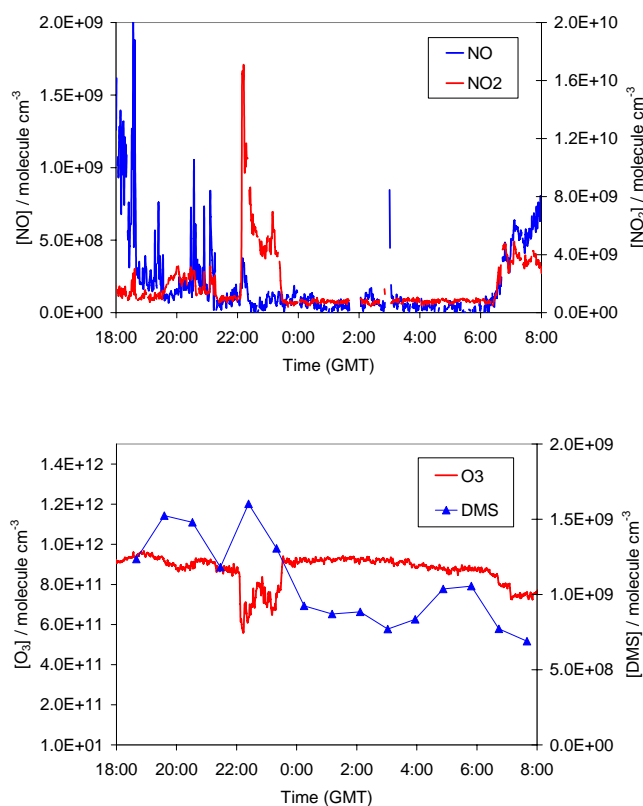 2.0E+09
1.5E+09
1.0E+09
5.0E+08
0.0E+00
[NO] / molecule cm-3
NO
NO2
2.0E+10
1.6E+10
1.2E+10
8.0E+09
4.0E+09
0.0E+00
[NO2] / molecule cm-3
18:00 20:00 22:00 0:00 2:00 4:00 6:00 8:00
Time (GMT)
1.4E+12
1.2E+12
1.0E+12
8.0E+11
6.0E+11
4.0E+11
2.0E+11
1.0E+01
[O3] / molecule cm-3
O3
DMS
2.0E+09
1.5E+09
1.0E+09
5.0E+08
0.0E+00
[DMS] / molecule cm-3
18:00 20:00 22:00 0:00 2:00 4:00 6:00 8:00
Time (GMT)